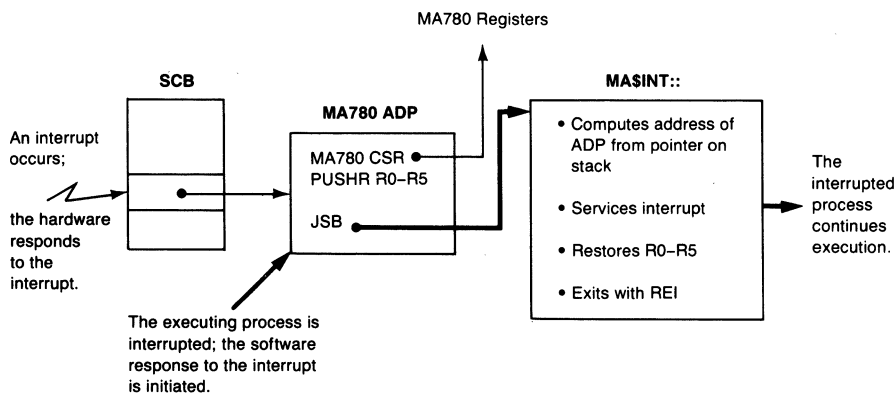 MA780 Registers
SCB
MA780 ADP
MA$INT::
An interrupt
occurs;
the hardware
responds
to the
interrupt.
MA780 CSR
PUSHR R0–R5
JSB
The executing process is
interrupted; the software
response to the interrupt
is initiated.
• Computes address of
ADP from pointer on
stack
• Services interrupt
• Restores R0–R5
• Exits with REI
The
interrupted
process
continues
execution.